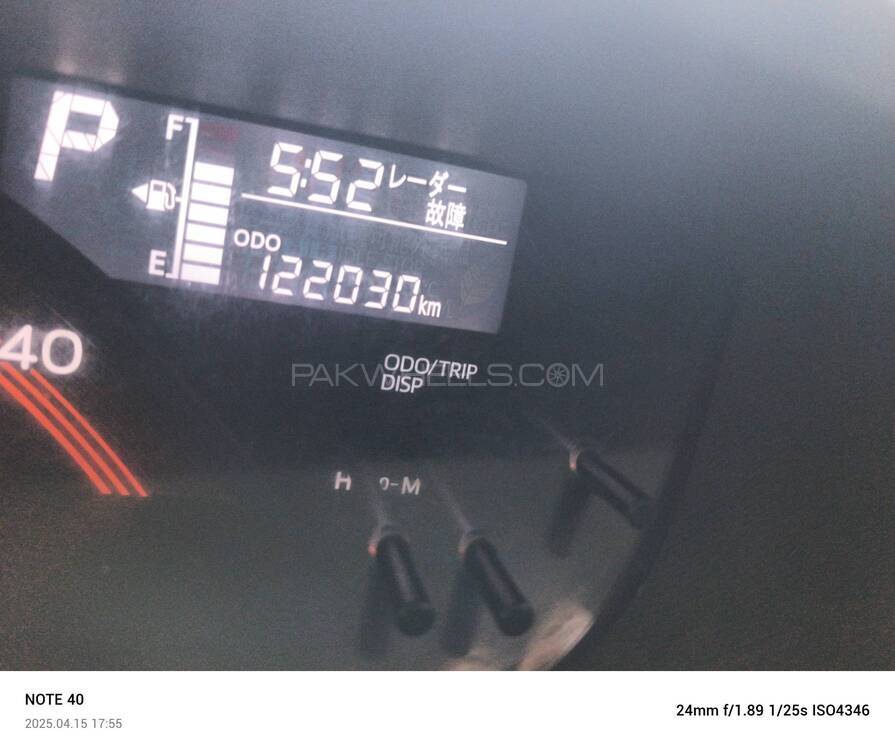 P
F
5:52 レーダー
故障
ODO
E
122030km
40
ODO/TRIP
DISP
PAKWHEELS.COM
H -M
NOTE 40
2025.04.15 17:55
24mm f/1.89 1/25s ISO4346